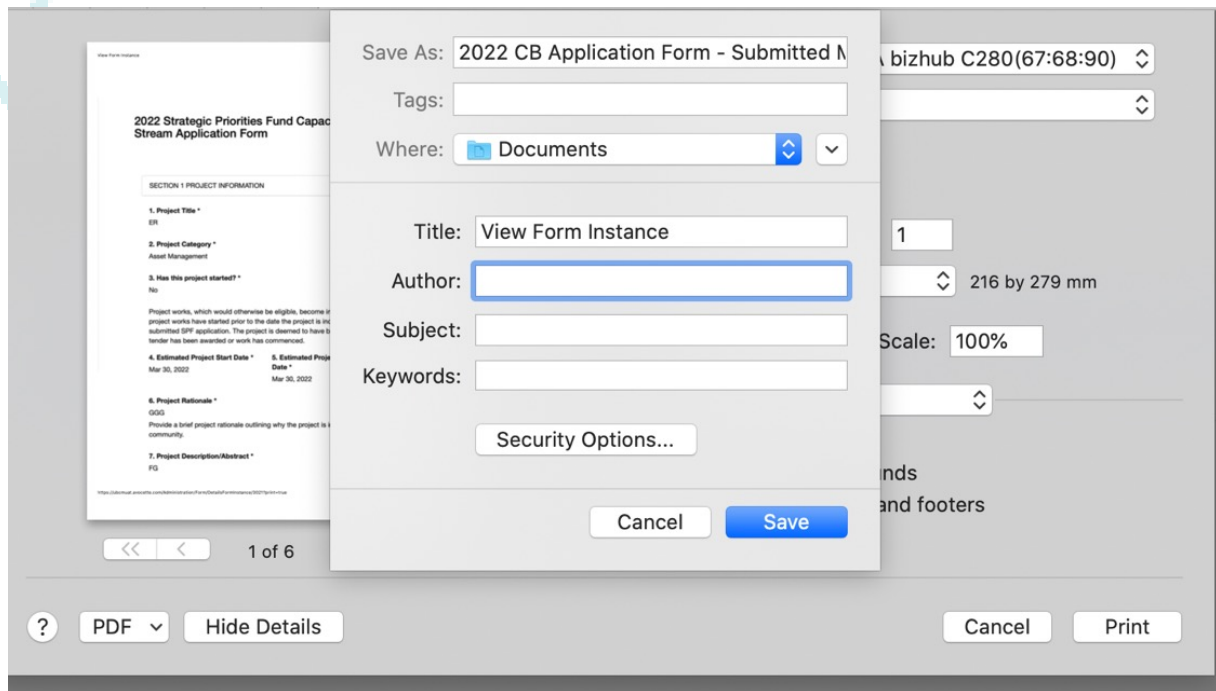 View Form Instance
2022 Strategic Priorities Fund Capac
Stream Application Form
SECTION 1 PROJECT INFORMATION
1. Project Title *
ER
2. Project Category *
Asset Management
3. Has this project started? *
No
Project works, which would otherwise be eligible, become
project works have started prior to the date the project is
submitted SPF application. The project is deemed to have
tender has been awarded or work has commenced.
4. Estimated Project Start Date *
Mar 30, 2022
5. Estimated Proje
Date *
Mar 30, 2022
6. Project Rationale *
GGG
Provide a brief project rationale outlining why the project is
community.
7. Project Description/Abstract *
FG
1 of 6
Save As: 2022 CB Application Form - Submitted
Tags:
Where: Documents
Title: View Form Instance
Author:
Subject:
Keywords:
Security Options...
Cancel Save
bizhub C280(67:68:90)
1
216 by 279 mm
Scale: 100%
nds
and footers
? PDF Hide Details Cancel Print